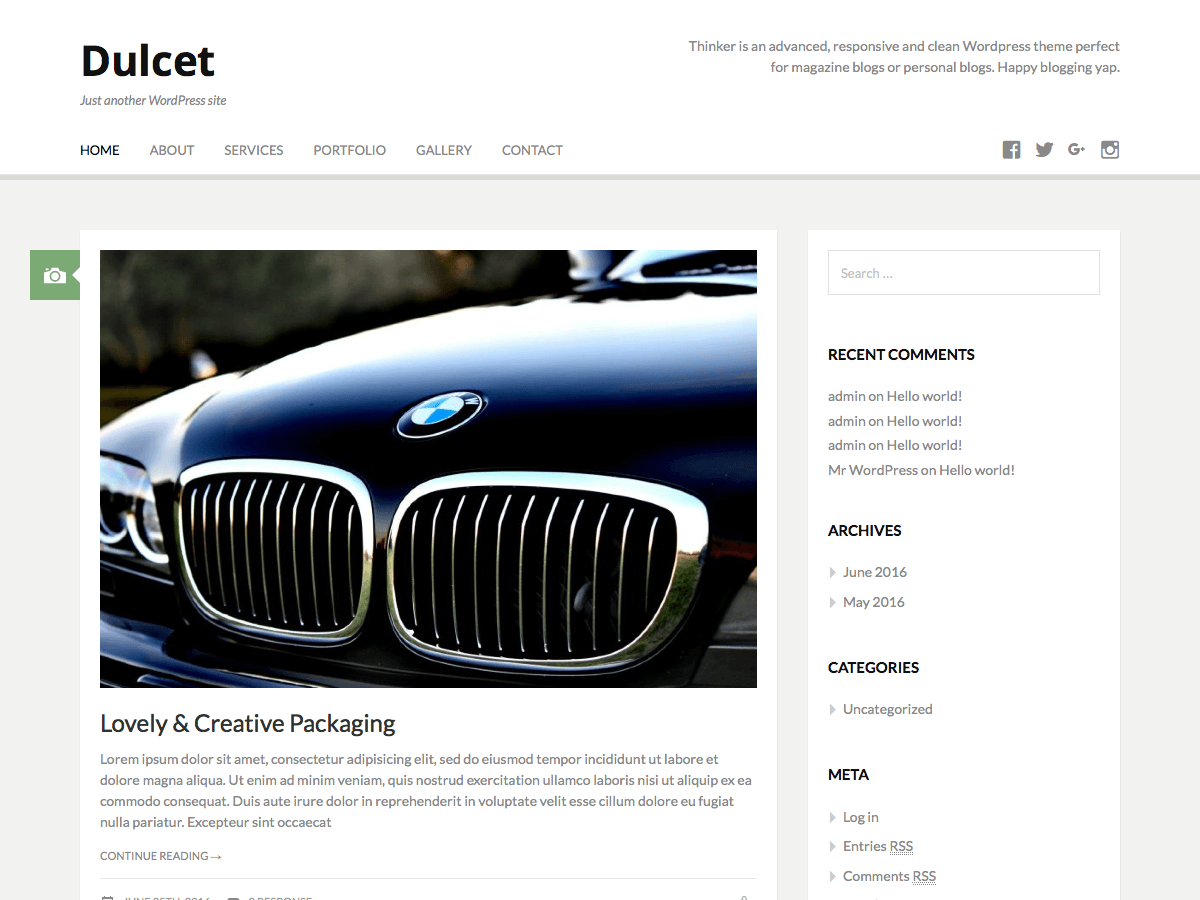 Dulcet
Just another WordPress site
Thinker is an advanced, responsive and clean Wordpress theme perfect
for magazine blogs or personal blogs. Happy blogging yap.
HOME ABOUT SERVICES PORTFOLIO GALLERY CONTACT
Search ...
Lovely & Creative Packaging
Lorem ipsum dolor sit amet, consectetur adipisicing elit, sed do eiusmod tempor incididunt ut labore et
dolore magna aliqua. Ut enim ad minim veniam, quis nostrud exercitation ullamco laboris nisi ut aliquip ex ea
commodo consequat. Duis aute irure dolor in reprehenderit in voluptate velit esse cillum dolore eu fugiat
nulla pariatur. Excepteur sint occaecat
CONTINUE READING→
JUNE 25TH, 2016 0 RESPONSE
RECENT COMMENTS
admin on Hello world!
admin on Hello world!
admin on Hello world!
Mr WordPress on Hello world!
ARCHIVES
June 2016
May 2016
CATEGORIES
Uncategorized
META
Log in
Entries RSS
Comments RSS